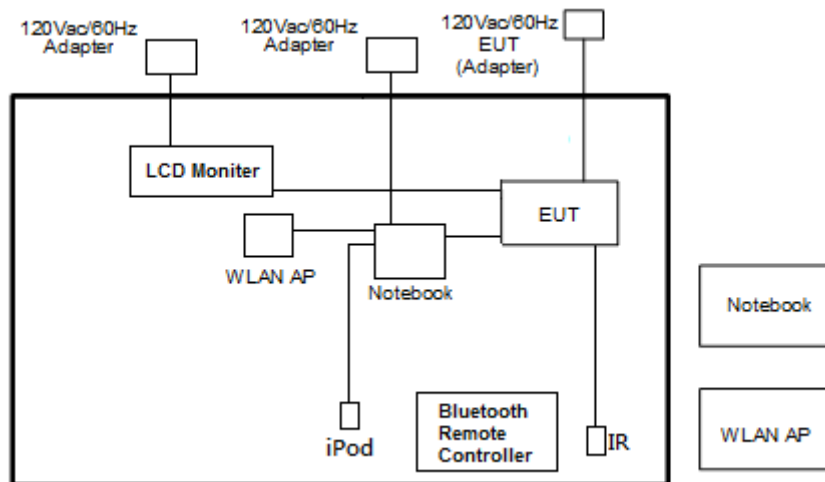 120Vac/60Hz
Adapter
120Vac/60Hz
Adapter
120Vac/60Hz
EUT
(Adapter)
LCD Moniter
EUT
WLAN AP
Notebook
Notebook
iPod
Bluetooth
Remote
Controller
IR
WLAN AP